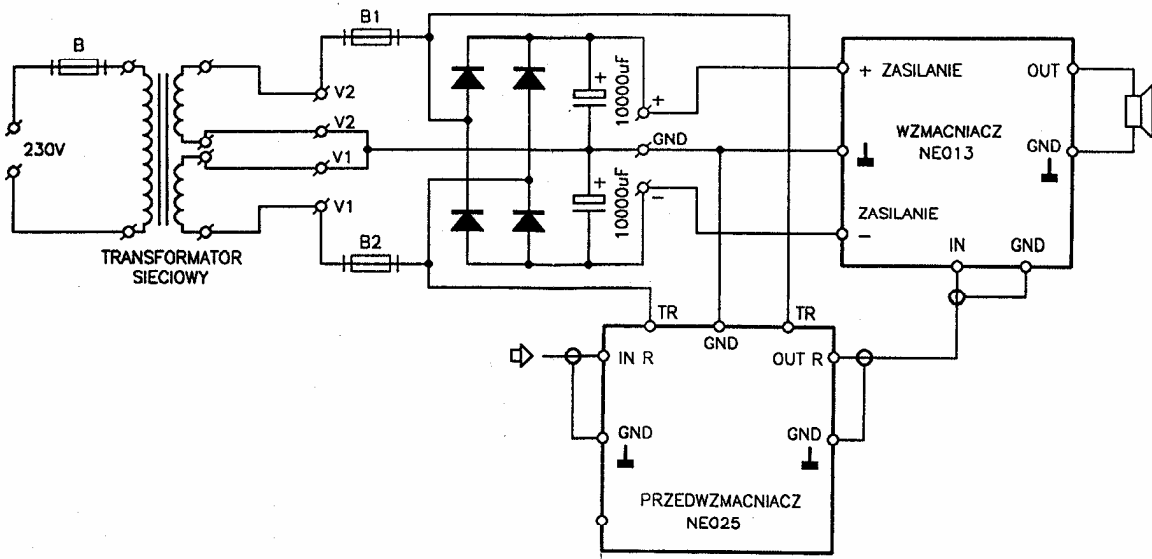 B
230V
TRANSFORMATOR
SIECIOWY
V2
V2
V1
V1
B1
B2
+
10000uF
+
10000uF
+
GND
-
+ ZASILANIE
OUT
WZMACNIACZ
NE013
GND
ZASILANIE
-
IN
GND
TR
GND
TR
IN R
OUT R
GND
GND
PRZEDWZMACNIACZ
NE025